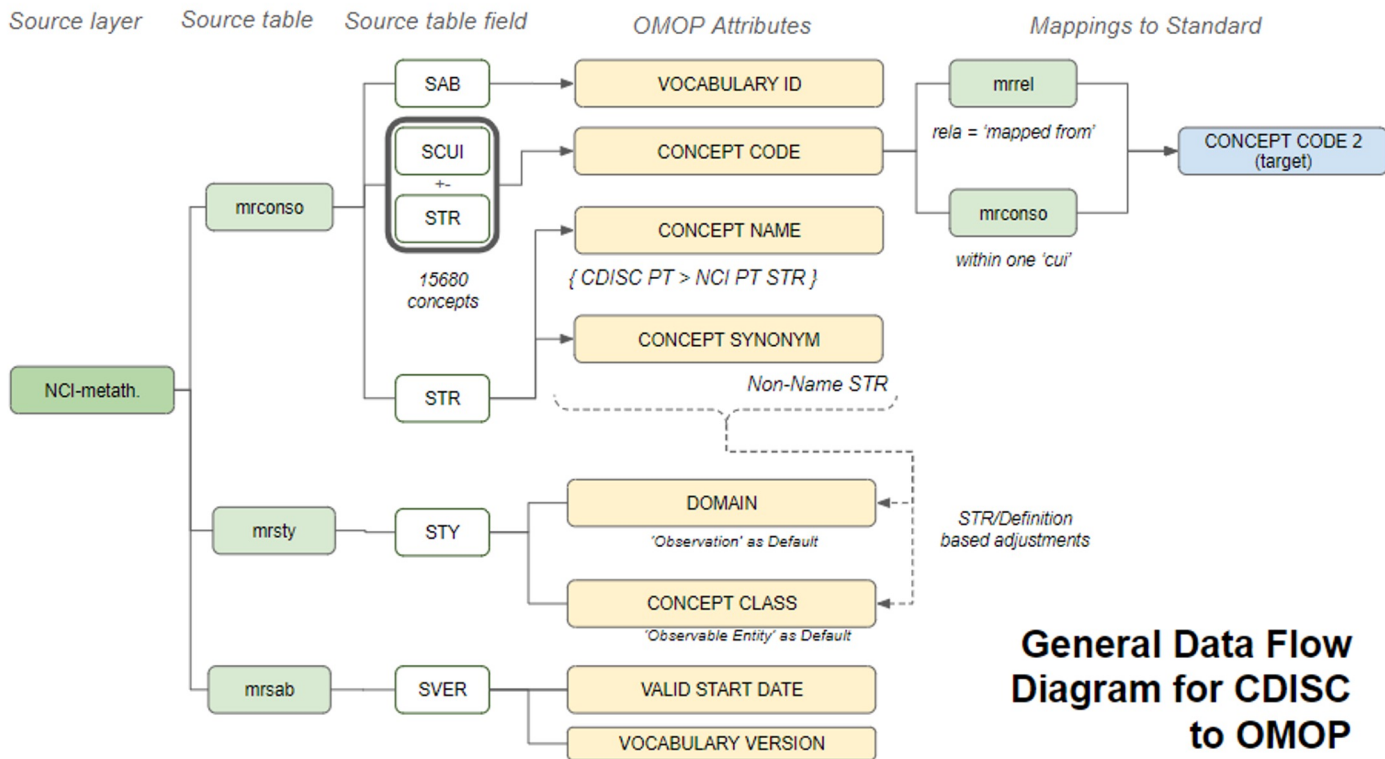 Source layer
Source table
Source table field
OMOP Attributes
Mappings to Standard
SAB
VOCABULARY ID
mrrel
rela = ‘mapped from’
SCUI
+-
STR
CONCEPT CODE
CONCEPT CODE 2
(target)
mrconso
CONCEPT NAME
mrconso
within one ‘cui’
15680
concepts
{ CDISC PT > NCI PT STR }
CONCEPT SYNONYM
Non-Name STR
NCI-metath.
STR
mrsty
STY
DOMAIN
'Observation' as Default
STR/Definition
based adjustments
CONCEPT CLASS
'Observable Entity' as Default
mrsab
SVER
VALID START DATE
VOCABULARY VERSION
General Data Flow
Diagram for CDISC
to OMOP